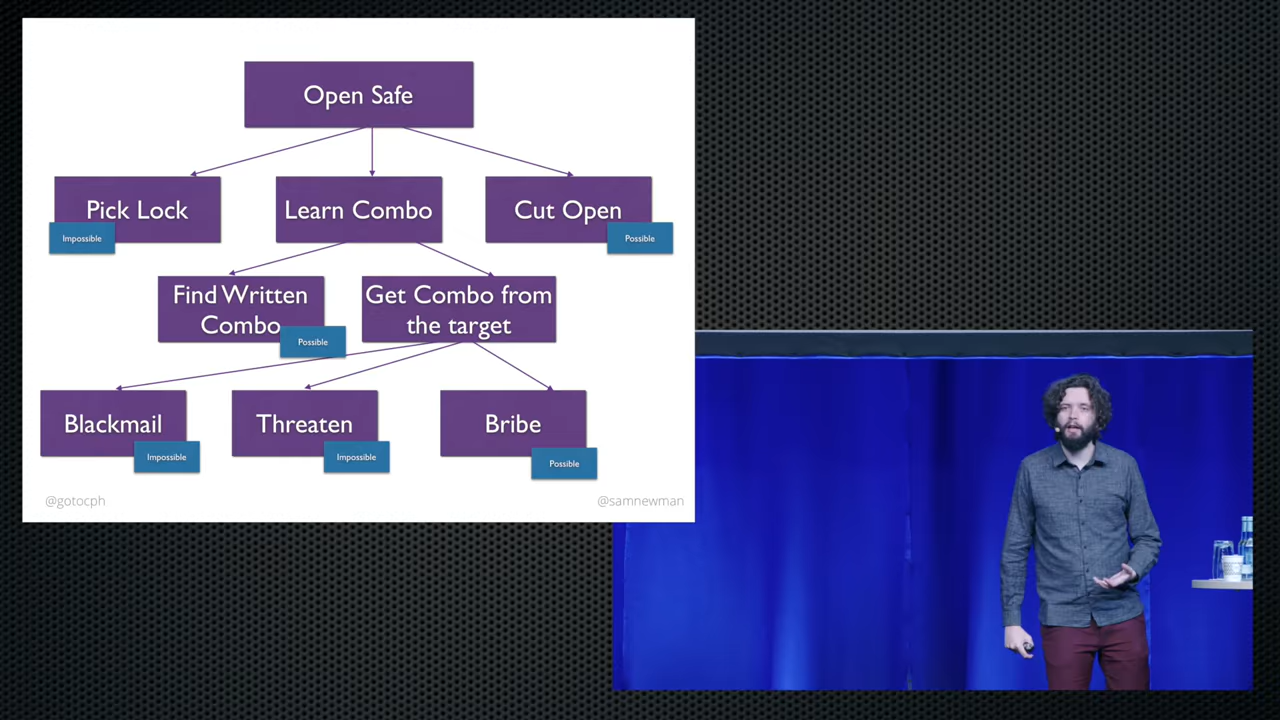 Open Safe
Pick Lock
Impossible
Learn Combo
Cut Open
Possible
Find Written
Combo
Possible
Get Combo from
the target
Blackmail
Impossible
Threaten
Impossible
Bribe
Possible
@gotocph
@samnewman